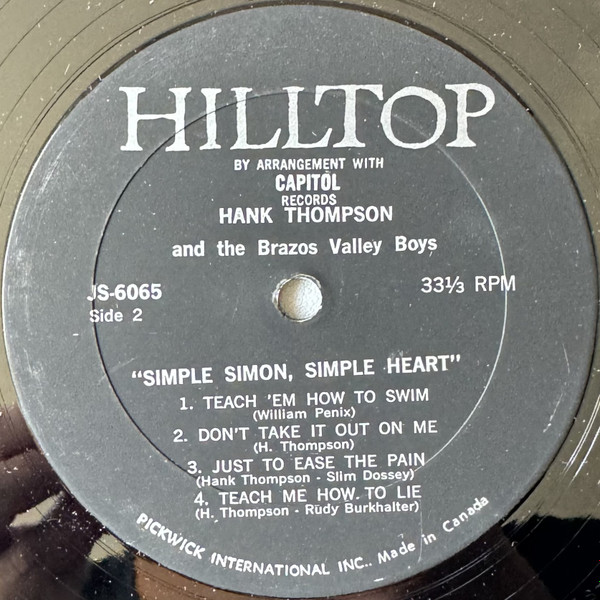 HILLTOP
BY ARRANGEMENT WITH
CAPITOL
RECORDS
HANK THOMPSON
and the Brazos Valley Boys
JS-6065
33⅓ RPM
Side 2
"SIMPLE SIMON, SIMPLE HEART"
1. TEACH 'EM HOW TO SWIM
(William Penix)
2. DON'T TAKE IT OUT ON ME
(H. Thompson)
3. JUST TO EASE THE PAIN
(Hank Thompson - Slim Dossey)
4. TEACH ME HOW TO LIE
(H. Thompson - Rudy Burkhalter)
PICKWICK INTERNATIONAL INC.. Made in Canada